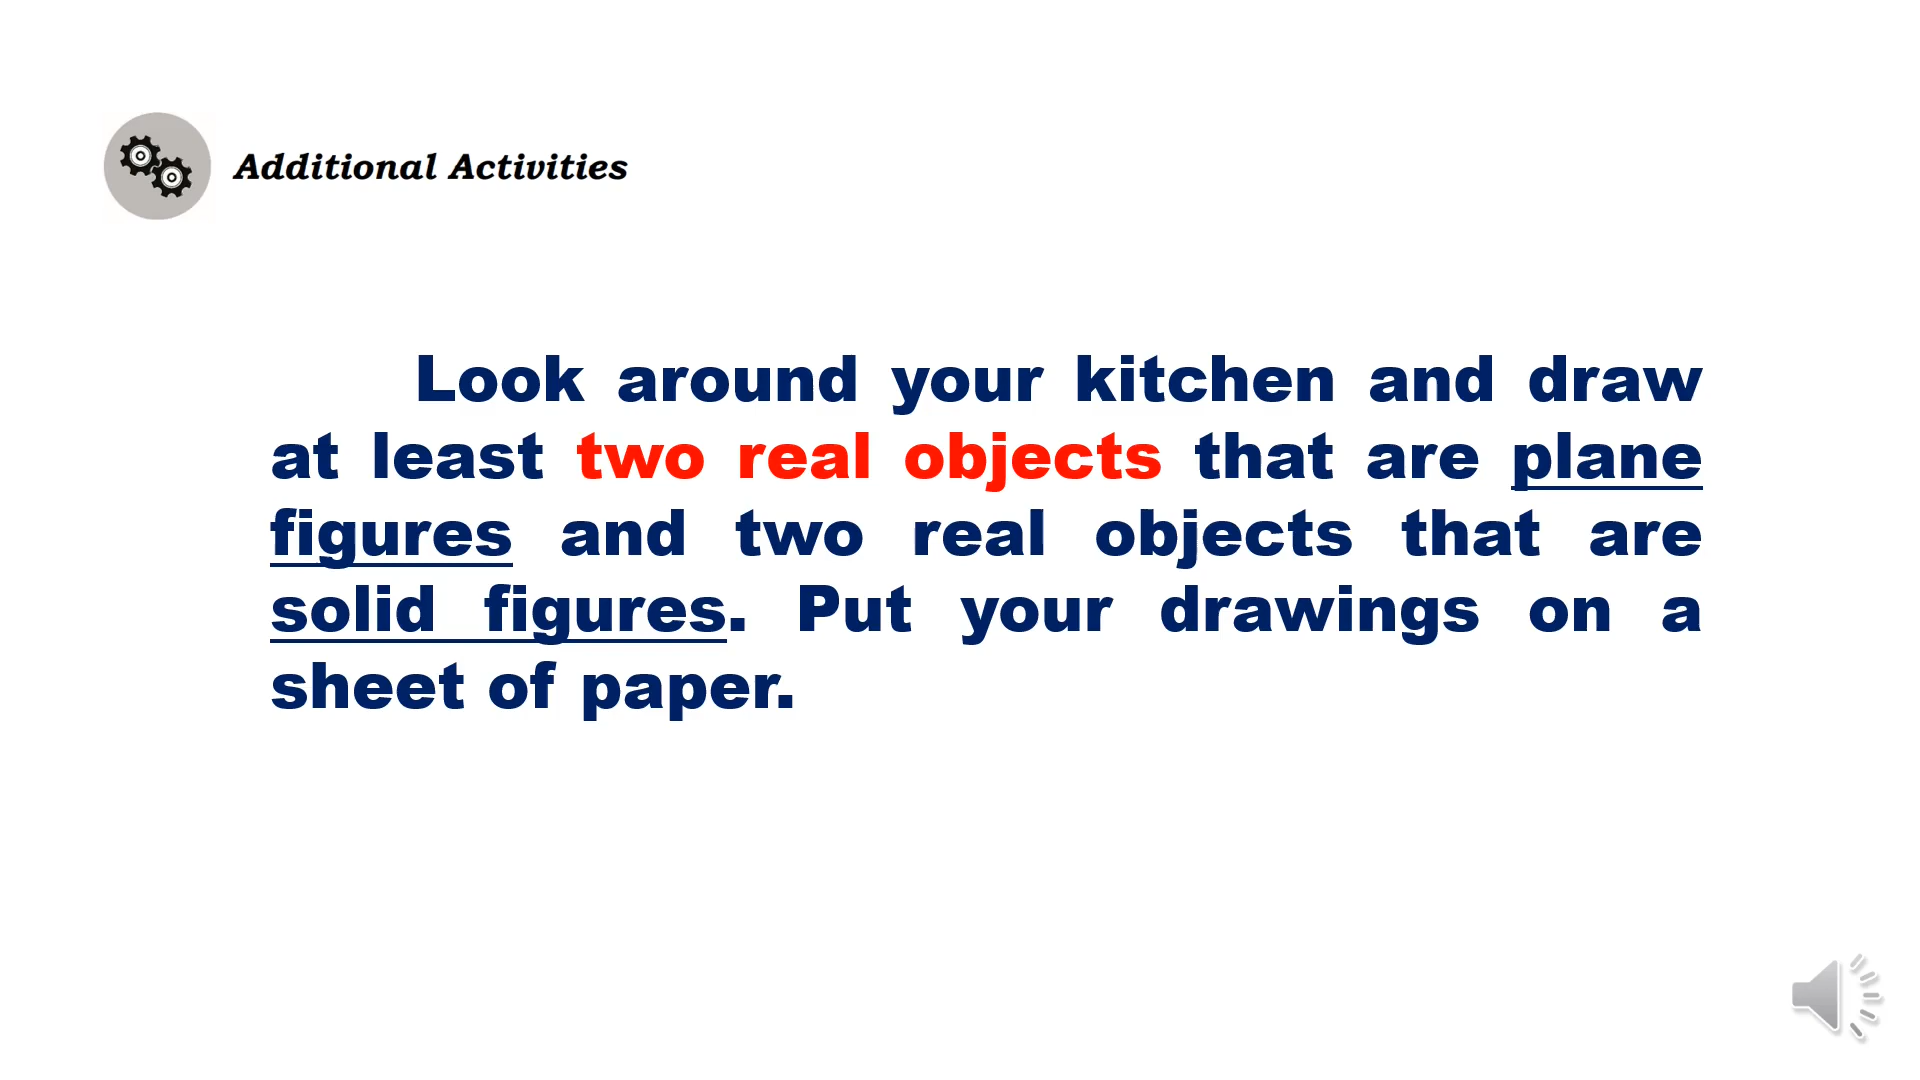 Additional Activities
Look around your kitchen and draw
at least two real objects that are plane
figures and two real objects that are
solid figures. Put your drawings on a
sheet of paper.